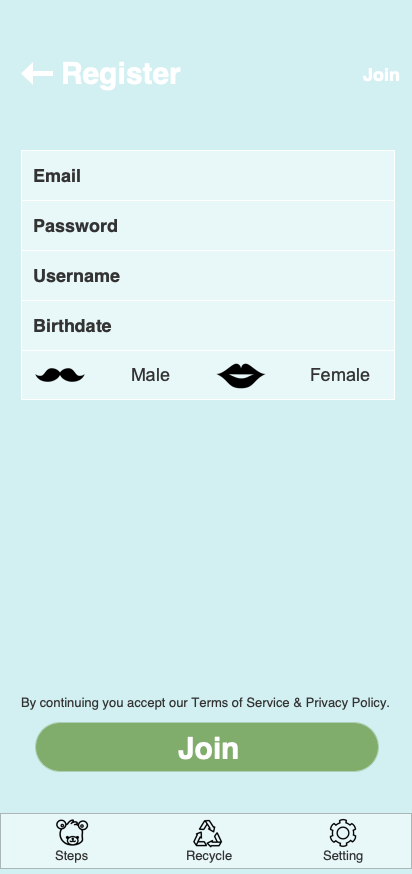 Register
Join
Email
Password
Username
Birthdate
Male Female
By continuing you accept our Terms of Service & Privacy Policy.
Join
Steps Recycle Setting